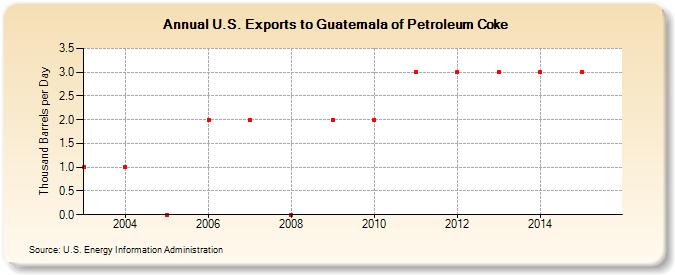 Annual U.S. Exports to Guatemala of Petroleum Coke
Thousand Barrels per Day
3.5
3.0
2.5
2.0
1.5
1.0
0.5
0.0
2004 2006 2008 2010 2012 2014
Source: U.S. Energy Information Administration